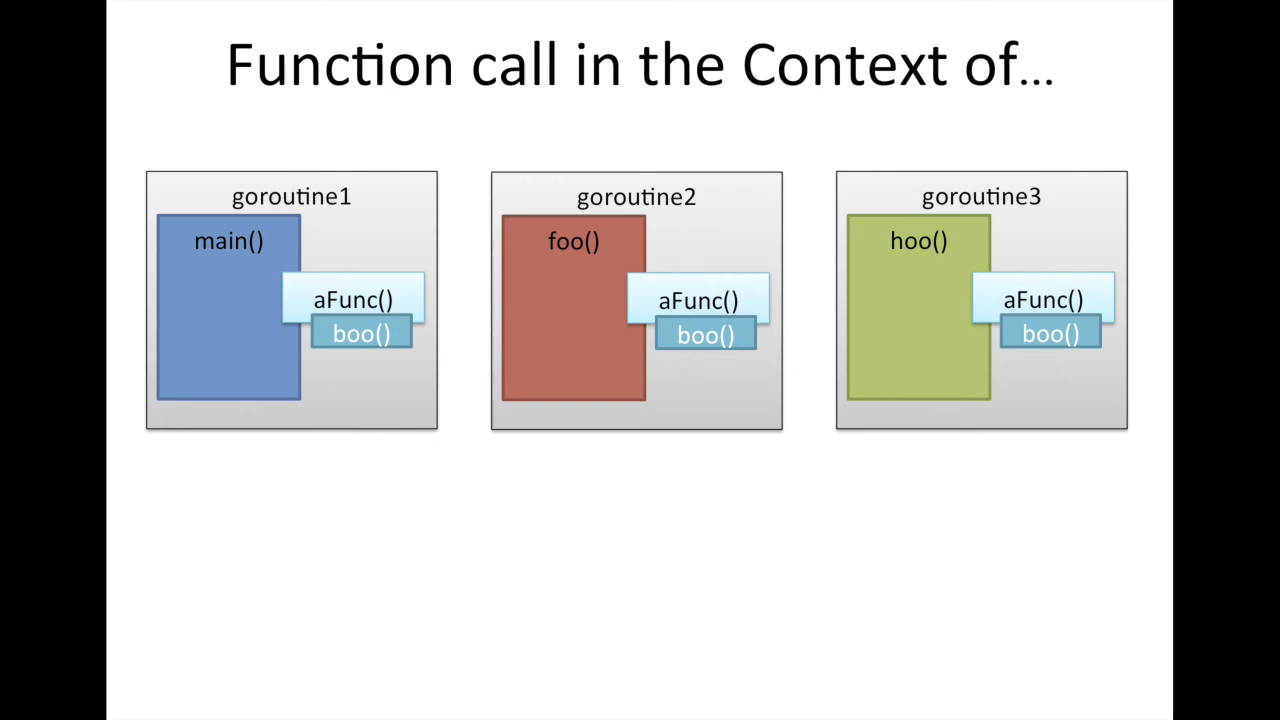 Function call in the Context of...
goroutine1
main()
aFunc()
boo()
goroutine2
foo()
aFunc()
boo()
goroutine3
hoo()
aFunc()
boo()